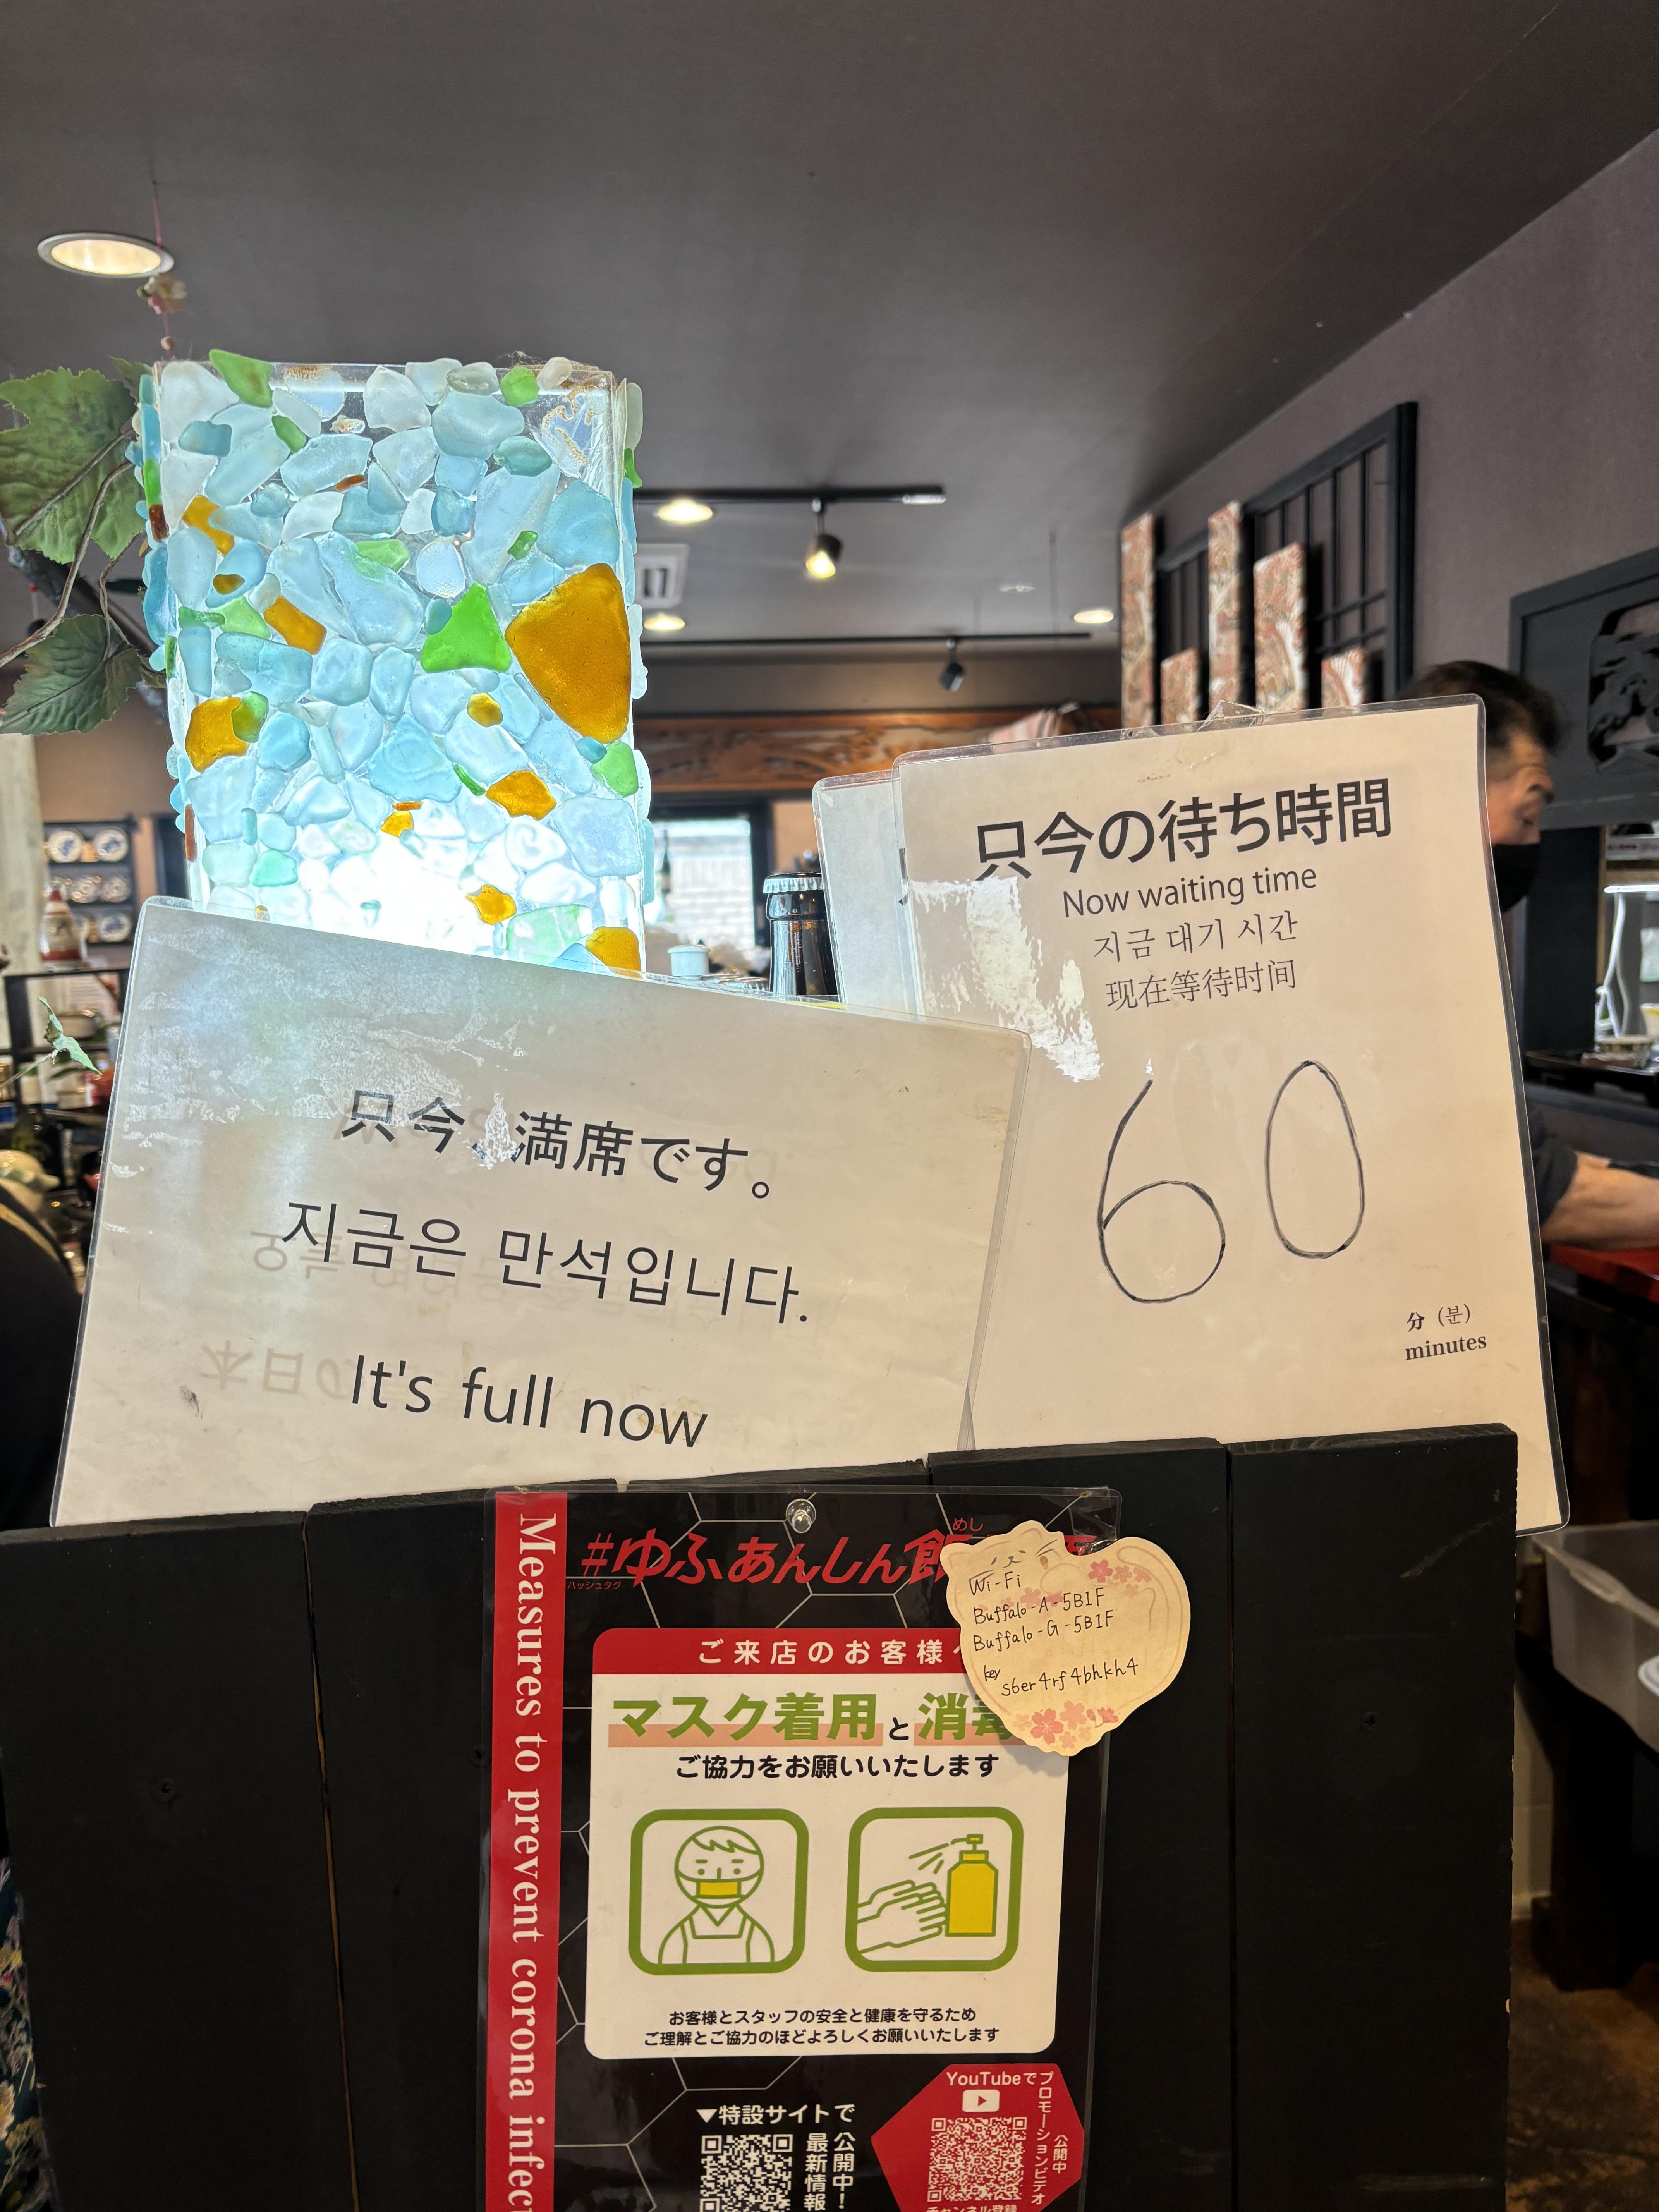 只今の待ち時間
Now waiting time
지금 대기 시간
现在等待时间
60
分（분）
minutes
只今、満席です。
지금은 만석입니다.
It's full now
Measures to prevent corona infec
めし
#ゆふあんしん飯
ハッシュタグ
Wi-Fi
Buffalo-A-5B1F
Buffalo-G-5B1F
key
s6er4rf4bhkh4
ご来店のお客様へ
マスク着用と消毒
ご協力をお願いいたします
お客様とスタッフの安全と健康を守るため
ご理解とご協力のほどよろしくお願いいたします
▼特設サイトで
最新情報
公開中！
YouTubeで
プロモーションビデオ
公開中
チャンネル登録